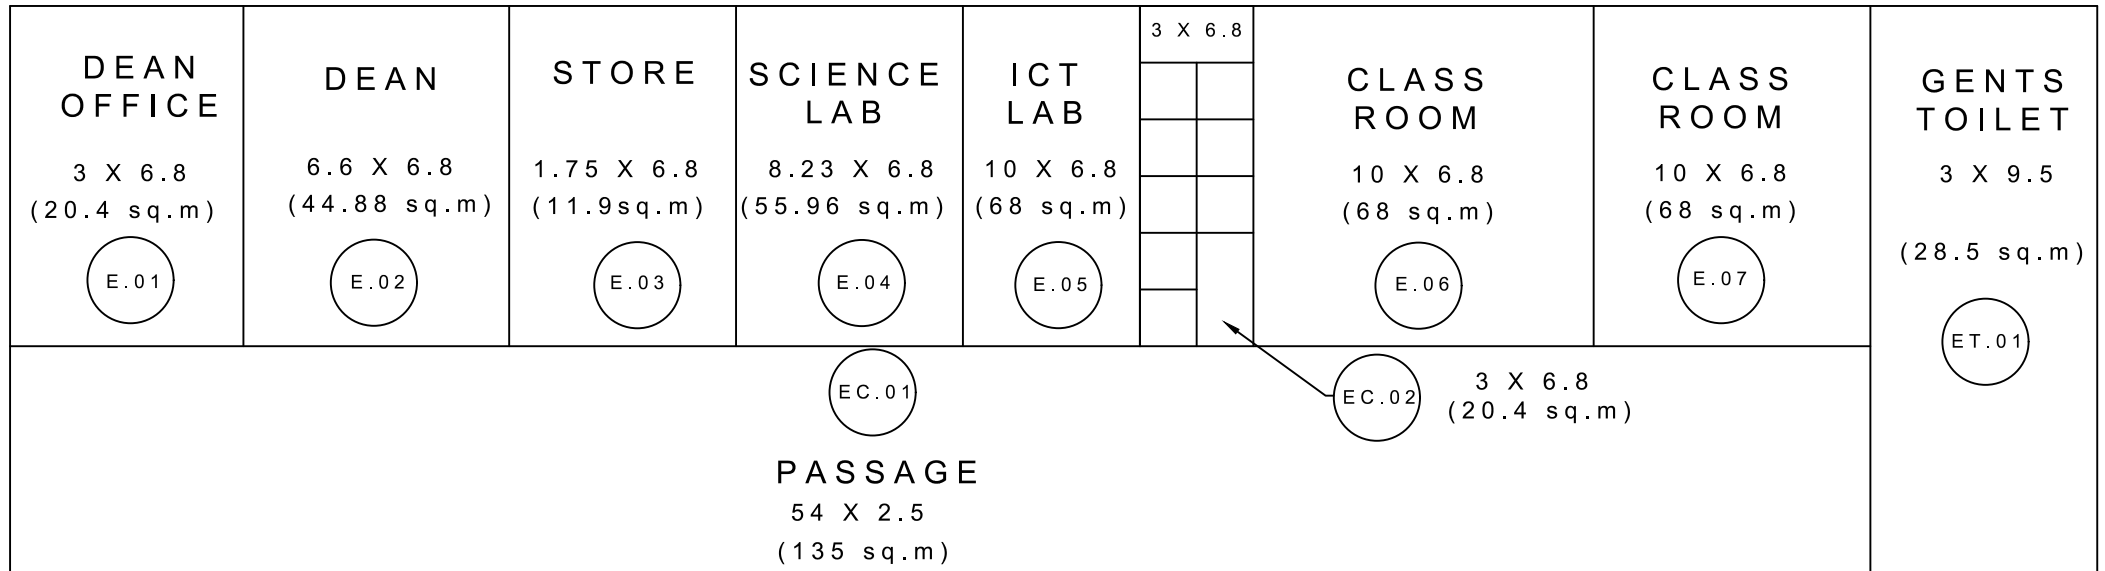 DEAN
OFFICE
3 X 6.8
(20.4 sq.m)
E.01
DEAN
6.6 X 6.8
(44.88 sq.m)
E.02
STORE
1.75 X 6.8
(11.9sq.m)
E.03
SCIENCE
LAB
8.23 X 6.8
(55.96 sq.m)
E.04
ICT
LAB
10 X 6.8
(68 sq.m)
E.05
3 X 6.8
CLASS
ROOM
10 X 6.8
(68 sq.m)
E.06
CLASS
ROOM
10 X 6.8
(68 sq.m)
E.07
GENTS
TOILET
3 X 9.5
(28.5 sq.m)
ET.01
EC.01
PASSAGE
54 X 2.5
(135 sq.m)
EC.02
3 X 6.8
(20.4 sq.m)